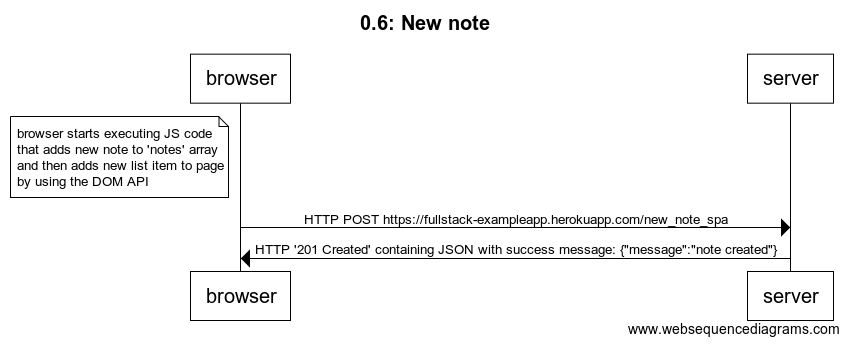 0.6: New note
browser
server
browser starts executing JS code
that adds new note to 'notes' array
and then adds new list item to page
by using the DOM API
HTTP POST https://fullstack-exampleapp.herokuapp.com/new_note_spa
HTTP '201 Created' containing JSON with success message: {"message":"note created"}
browser
server
www.websequencediagrams.com